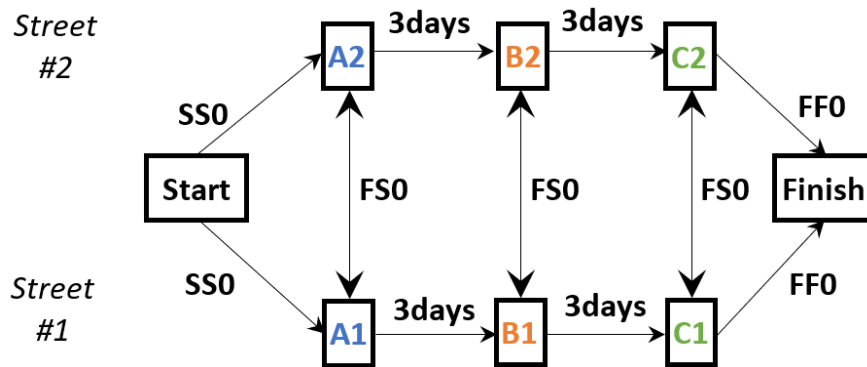 Street
#2
3days
3days
A2
B2
C2
SS0
FF0
Start
FS0
FS0
FS0
Finish
SS0
FF0
Street
#1
3days
3days
A1
B1
C1